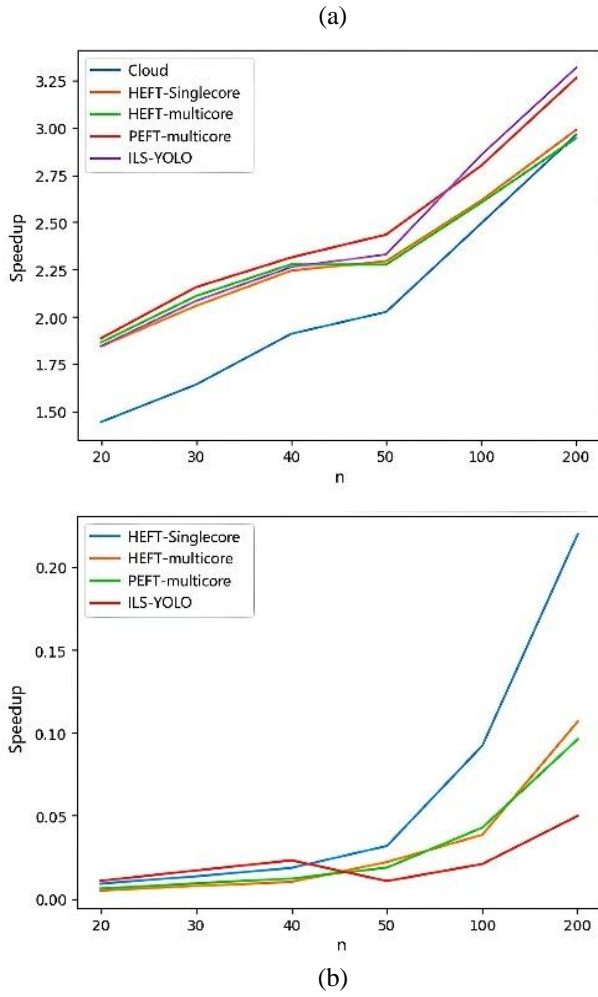 (a)
Cloud
HEFT-Singlecore
HEFT-multicore
PEFT-multicore
ILS-YOLO
3.25
3.00
2.75
2.50
2.25
2.00
1.75
1.50
Speedup
20 30 40 50 100 200
n
HEFT-Singlecore
HEFT-multicore
PEFT-multicore
ILS-YOLO
0.20
0.15
0.10
0.05
0.00
Speedup
20 30 40 50 100 200
n
(b)